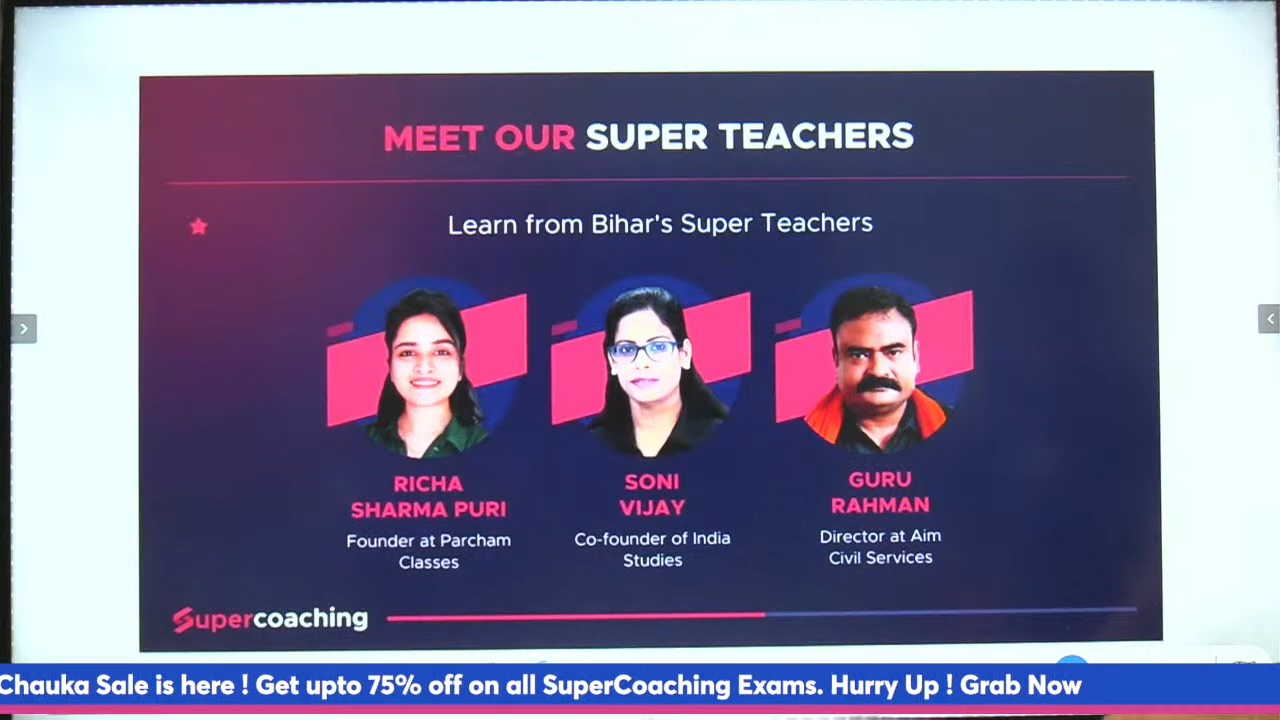 MEET OUR SUPER TEACHERS
Learn from Bihar's Super Teachers
RICHA
SHARMA PURI
Founder at Parcham
Classes
SONI
VIJAY
Co-founder of India
Studies
GURU
RAHMAN
Director at Aim
Civil Services
Supercoaching
Chauka Sale is here ! Get upto 75% off on all SuperCoaching Exams. Hurry Up ! Grab Now